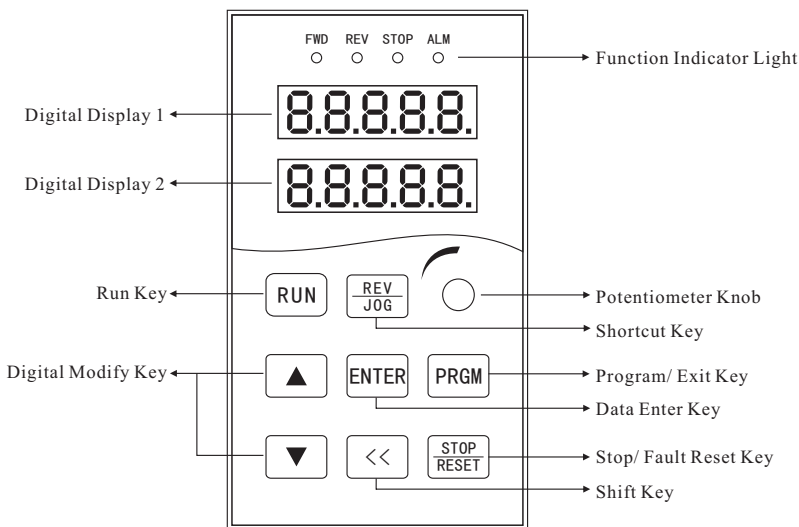 FWD REV STOP ALM
Function Indicator Light
Digital Display 1
8.8.8.8.8.
Digital Display 2
8.8.8.8.8.
Run Key
RUN
REV
JOG
Potentiometer Knob
Shortcut Key
Digital Modify Key
▲
ENTER
PRGM
Program/ Exit Key
Data Enter Key
▼
<<
STOP
RESET
Stop/ Fault Reset Key
Shift Key